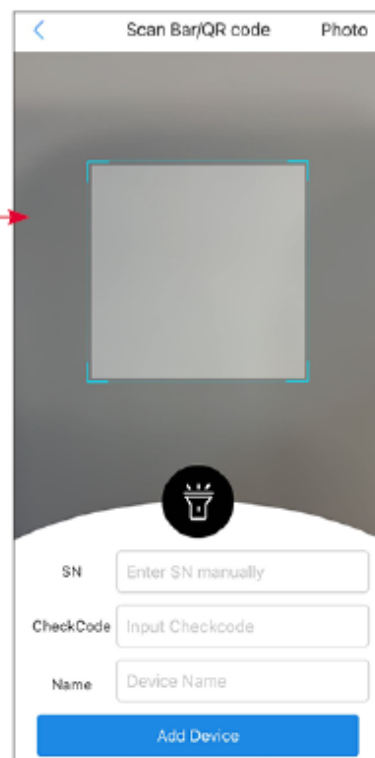 Scan Bar/QR code Photo
SN Enter SN manually
CheckCode Input Checkcode
Name Device Name
Add Device